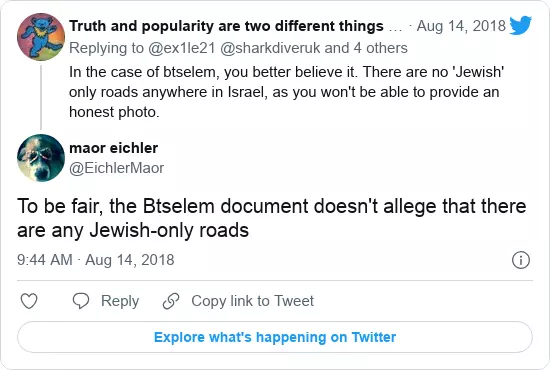 Truth and popularity are two different things ... · Aug 14, 2018
Replying to @ex1le21 @sharkdiveruk and 4 others
In the case of btselem, you better believe it. There are no 'Jewish'
only roads anywhere in Israel, as you won't be able to provide an
honest photo.
maor eichler
@EichlerMaor
To be fair, the Btselem document doesn't allege that there
are any Jewish-only roads
9:44 AM · Aug 14, 2018
Reply Copy link to Tweet
Explore what's happening on Twitter